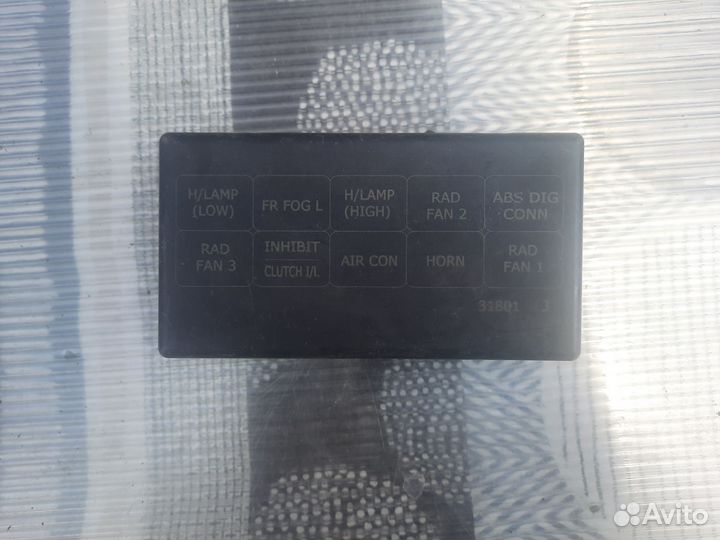 H/LAMP
(LOW)
FR FOG L
H/LAMP
(HIGH)
RAD
FAN 2
ABS DIG
CONN
RAD
FAN 3
INHIBIT
CLUTCH I/L
AIR CON
HORN
RAD
FAN 1
31801
3
Avito